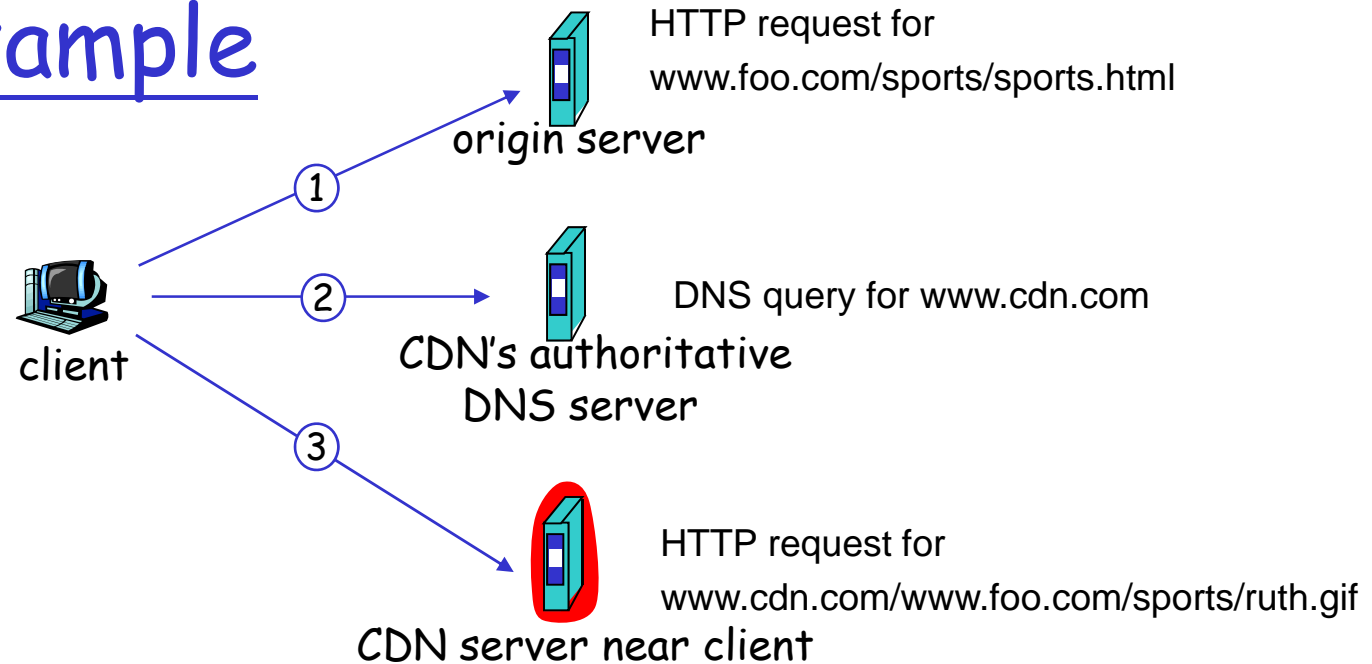 HTTP request for
www.foo.com/sports/sports.html
origin server
1
client
2
DNS query for www.cdn.com
CDN's authoritative
DNS server
3
HTTP request for
www.cdn.com/www.foo.com/sports/ruth.gif
CDN server near client